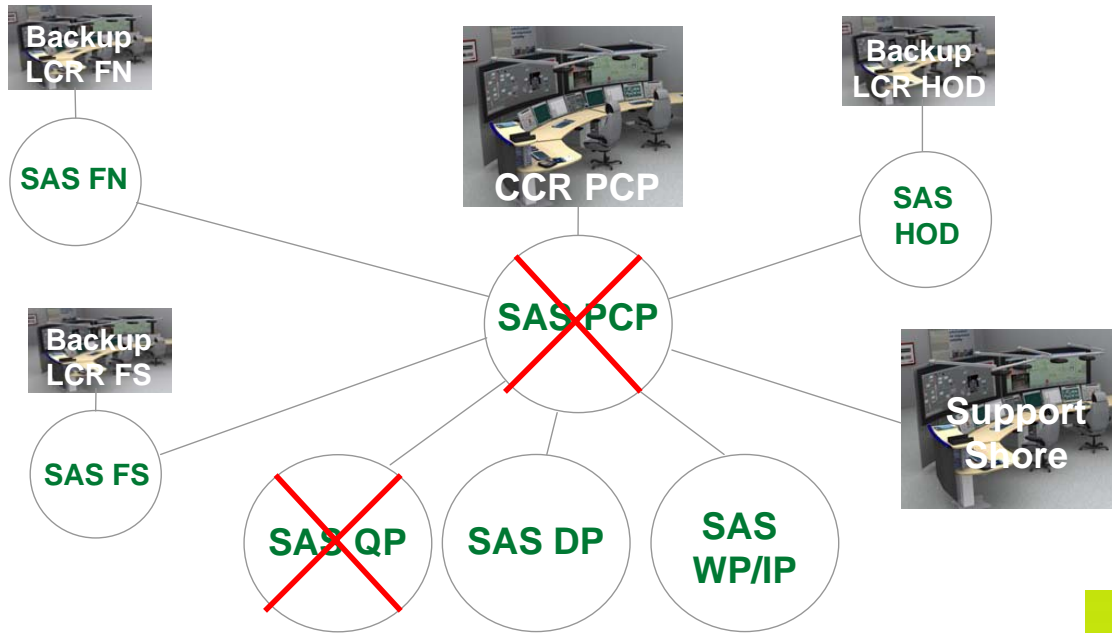 Backup
LCR FN
CCR PCP
Backup
LCR HOD
SAS FN
SAS
HOD
SAS PCP
Backup
LCR FS
Support
Shore
SAS FS
SAS QP
SAS DP
SAS
WP/IP